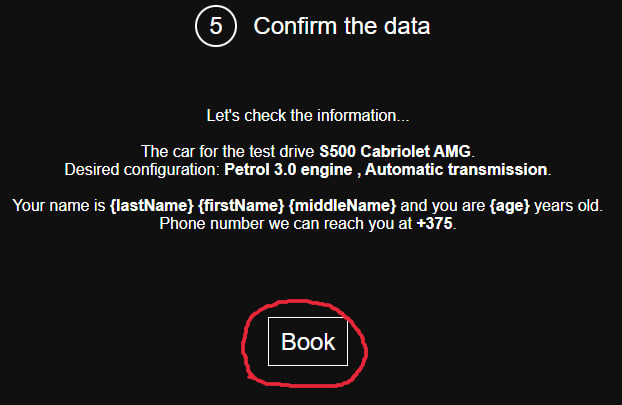 5 Confirm the data
Let's check the information...
The car for the test drive S500 Cabriolet AMG.
Desired configuration: Petrol 3.0 engine , Automatic transmission.
Your name is {lastName} {firstName} {middleName} and you are {age} years old.
Phone number we can reach you at +375.
Book